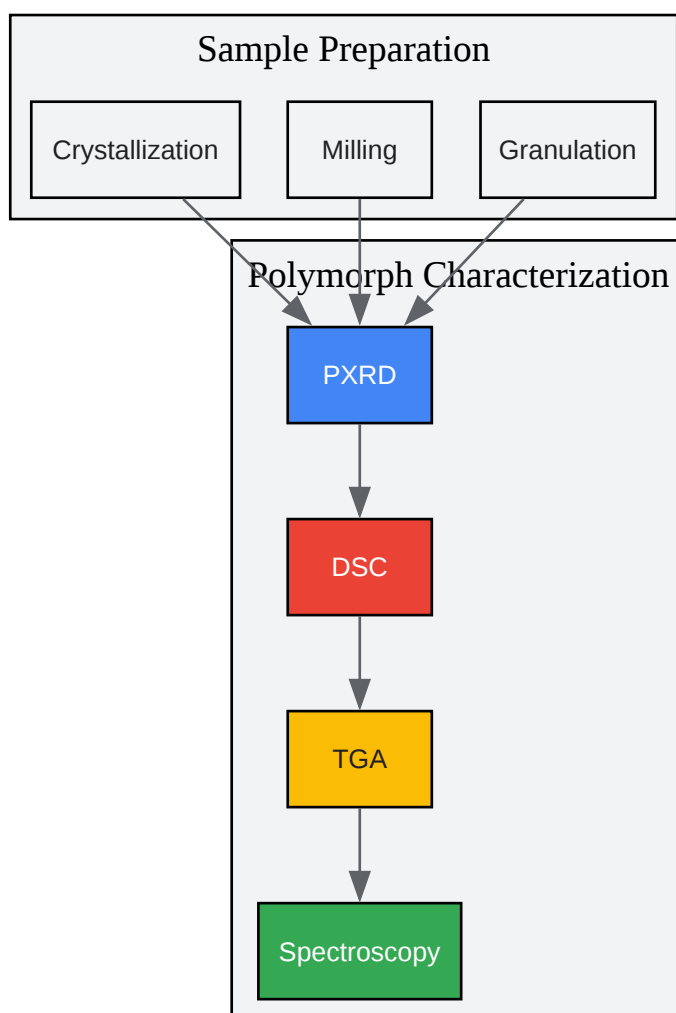 Sample Preparation
Crystallization
Milling
Granulation
Polymorph Characterization
PXRD
DSC
TGA
Spectroscopy